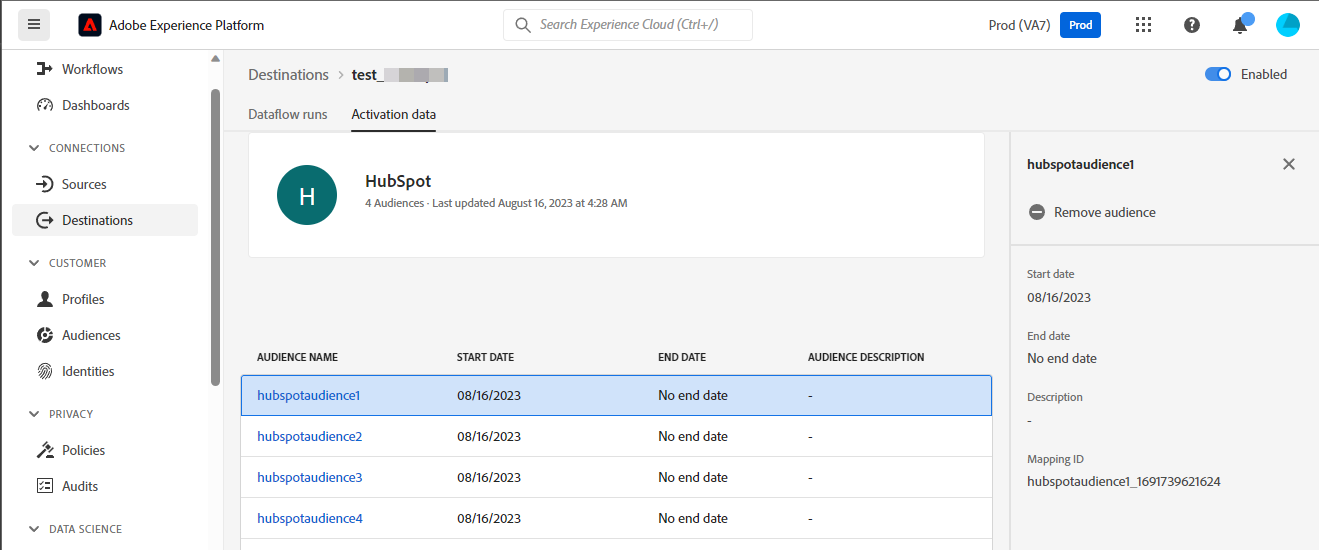 Adobe Experience Platform
Search Experience Cloud (Ctrl+/)
Prod (VA7)
Prod
Workflows
Dashboards
CONNECTIONS
Sources
Destinations
CUSTOMER
Profiles
Audiences
Identities
PRIVACY
Policies
Audits
DATA SCIENCE
Destinations > test_
Enabled
Dataflow runs Activation data
H
HubSpot
4 Audiences · Last updated August 16, 2023 at 4:28 AM
AUDIENCE NAME START DATE END DATE AUDIENCE DESCRIPTION
hubspotaudience1 08/16/2023 No end date -
hubspotaudience2 08/16/2023 No end date -
hubspotaudience3 08/16/2023 No end date -
hubspotaudience4 08/16/2023 No end date -
hubspotaudience1
Remove audience
Start date
08/16/2023
End date
No end date
Description
-
Mapping ID
hubspotaudience1_1691739621624